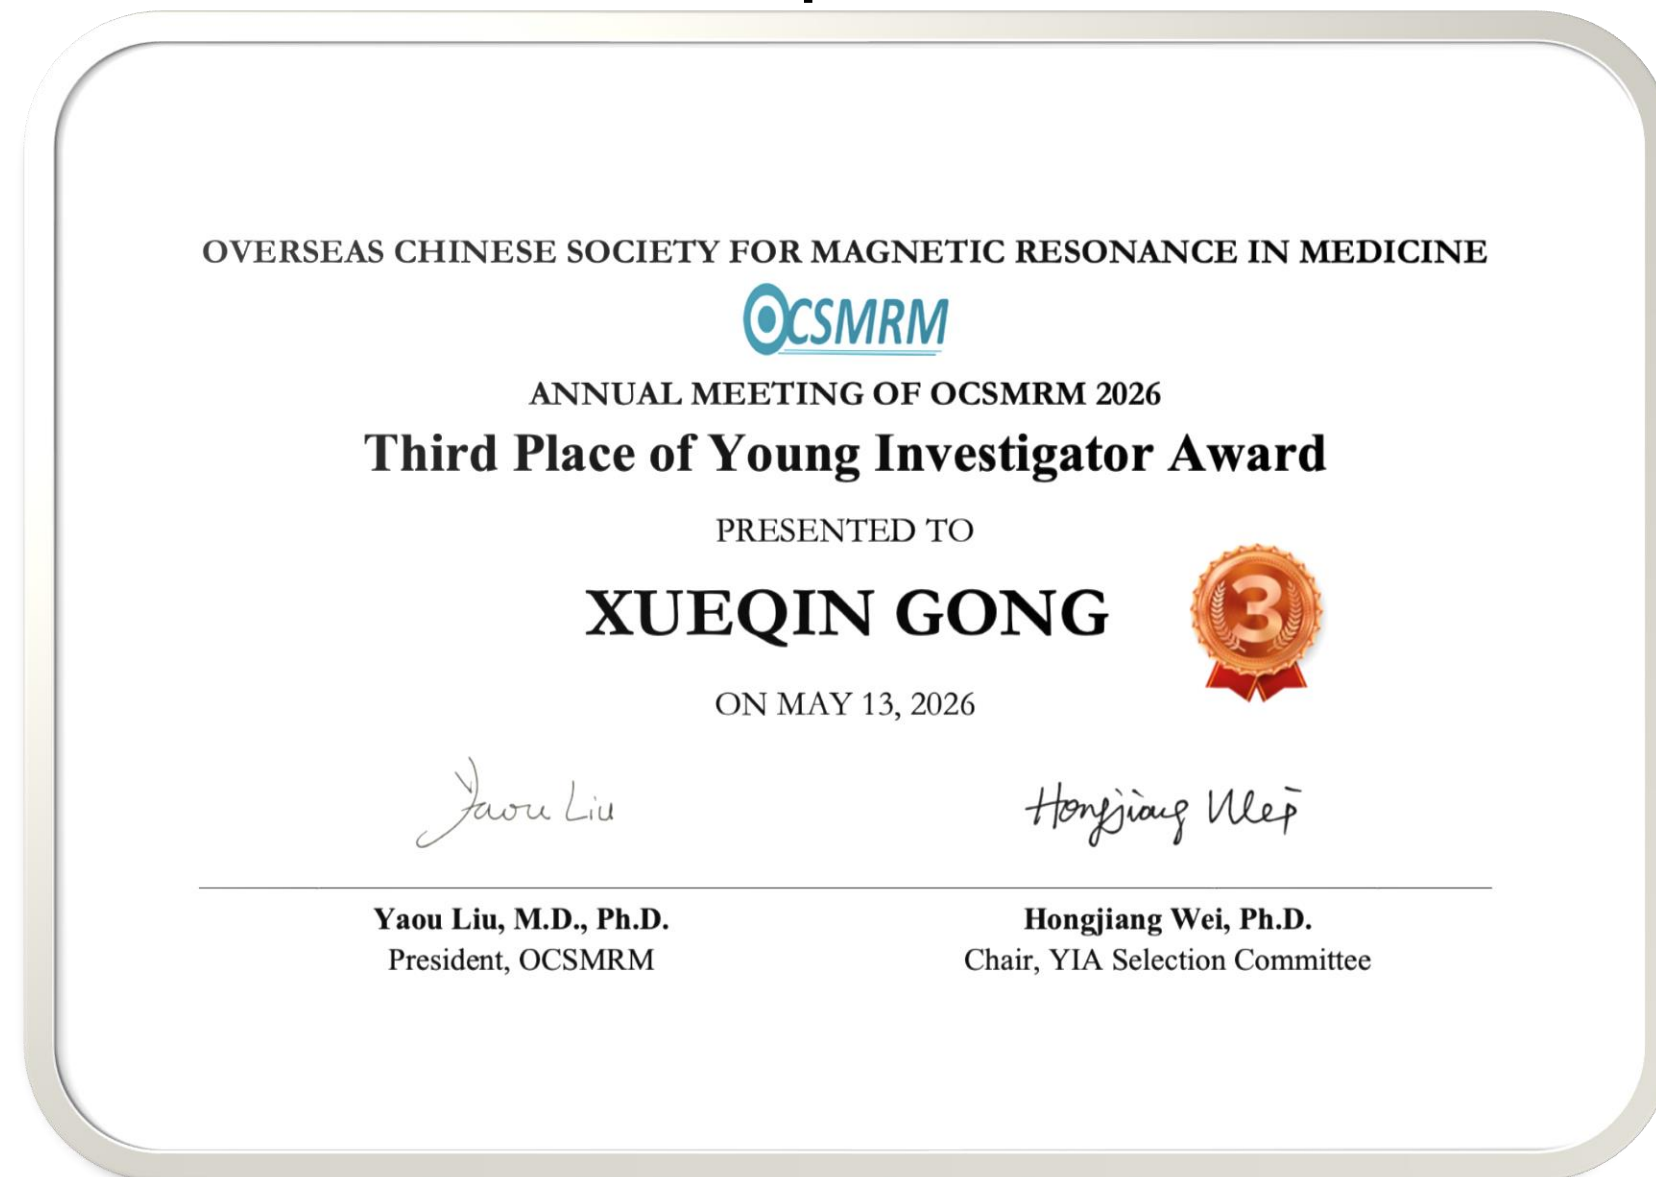 OVERSEAS CHINESE SOCIETY FOR MAGNETIC RESONANCE IN MEDICINE
OCSMRM
ANNUAL MEETING OF OCSMRM 2026
Third Place of Young Investigator Award
PRESENTED TO
XUEQIN GONG
3
ON MAY 13, 2026
Yaou Liu
Hongjiang Wei
Yaou Liu, M.D., Ph.D.
Hongjiang Wei, Ph.D.
President, OCSMRM
Chair, YIA Selection Committee